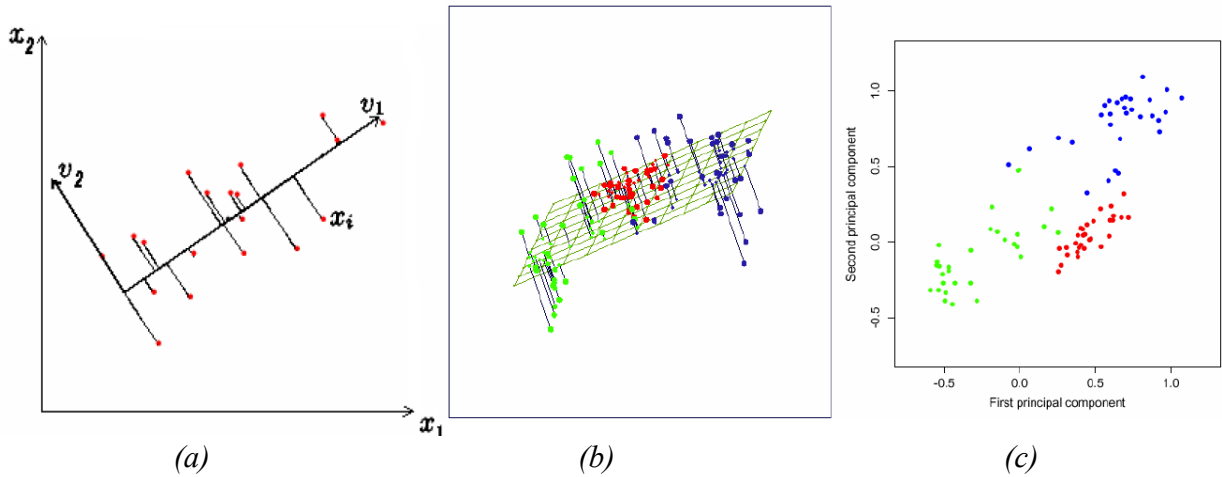 x2
v1
v2
xi
x1
Second principal component
1.0
0.5
0.0
-0.5
-0.5 0.0 0.5 1.0
First principal component
(a) (b) (c)